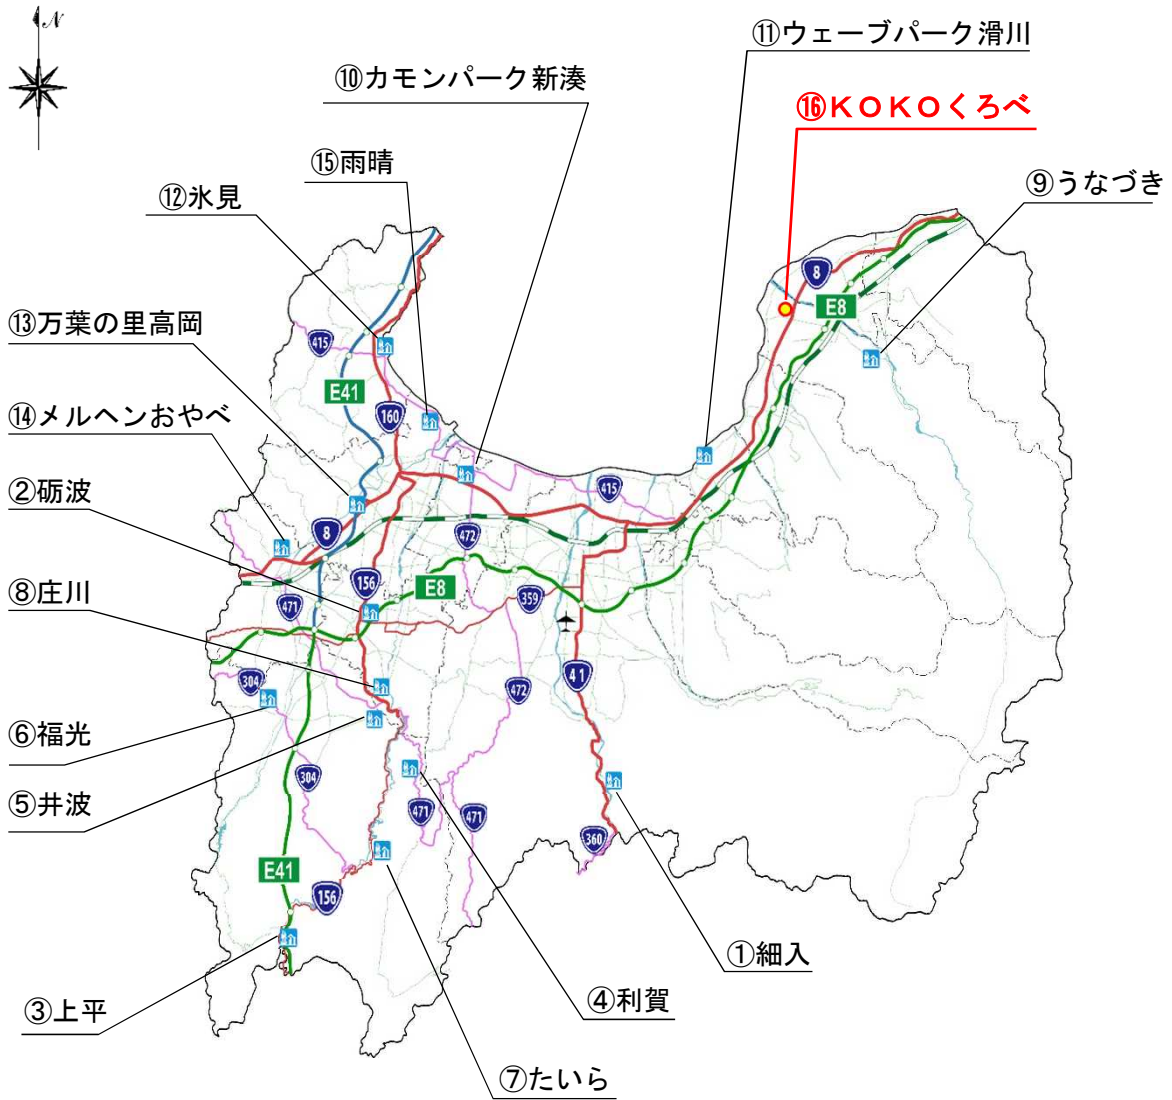 N
⑪ウェーブパーク滑川
⑩カモンパーク新湊
⑯KOKOくろべ
⑮雨晴
⑨うなづき
⑫氷見
8
E8
⑬万葉の里高岡
415
E41
160
⑭メルヘンおやべ
②砺波
415
8
472
⑧庄川
156
E8
359
471
304
41
472
⑥福光
⑤井波
304
471
471
360
E41
156
①細入
③上平
④利賀
⑦たいら